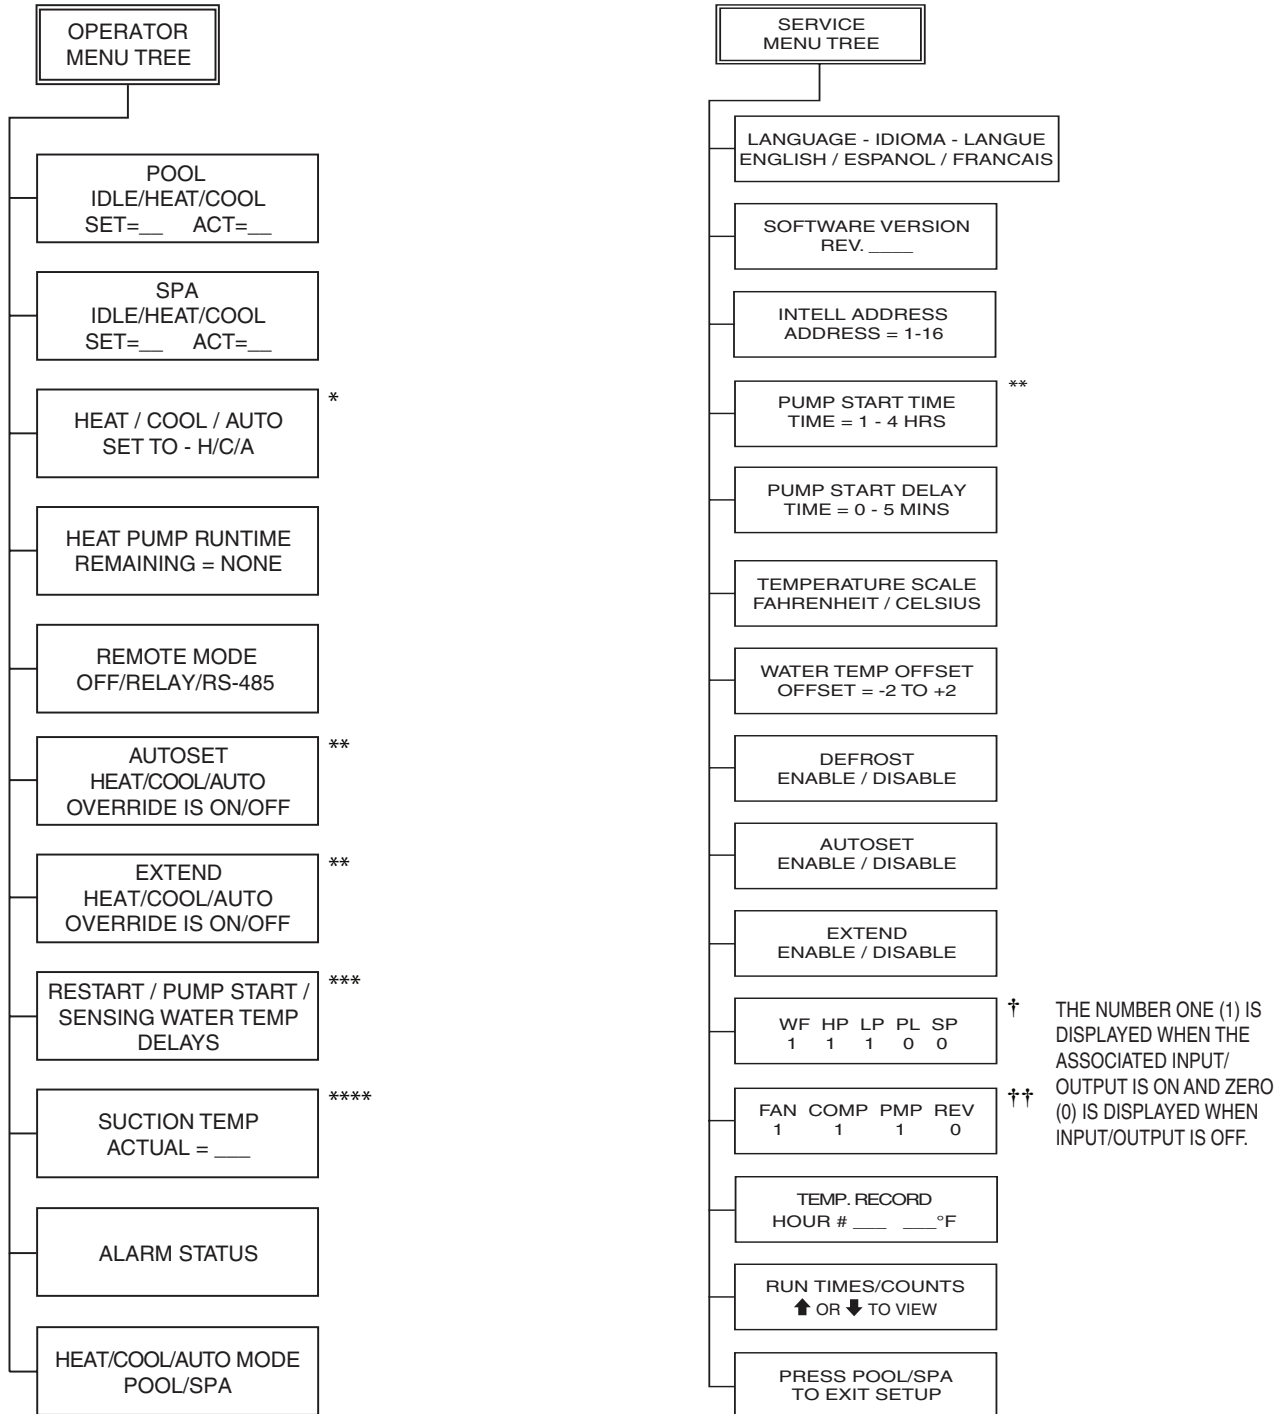 OPERATOR
MENU TREE
POOL
IDLE/HEAT/COOL
SET=__ ACT=__
SPA
IDLE/HEAT/COOL
SET=__ ACT=__
*
HEAT / COOL / AUTO
SET TO - H/C/A
HEAT PUMP RUNTIME
REMAINING = NONE
REMOTE MODE
OFF/RELAY/RS-485
**
AUTOSET
HEAT/COOL/AUTO
OVERRIDE IS ON/OFF
**
EXTEND
HEAT/COOL/AUTO
OVERRIDE IS ON/OFF
***
RESTART / PUMP START /
SENSING WATER TEMP
DELAYS
****
SUCTION TEMP
ACTUAL = ___
ALARM STATUS
HEAT/COOL/AUTO MODE
POOL/SPA
SERVICE
MENU TREE
LANGUAGE - IDIOMA - LANGUE
ENGLISH / ESPANOL / FRANCAIS
SOFTWARE VERSION
REV. ____
INTELL ADDRESS
ADDRESS = 1-16
**
PUMP START TIME
TIME = 1 - 4 HRS
PUMP START DELAY
TIME = 0 - 5 MINS
TEMPERATURE SCALE
FAHRENHEIT / CELSIUS
WATER TEMP OFFSET
OFFSET = -2 TO +2
DEFROST
ENABLE / DISABLE
AUTOSET
ENABLE / DISABLE
EXTEND
ENABLE / DISABLE
†
WF HP LP PL SP
1 1 1 0 0
††
FAN COMP PMP REV
1 1 1 0
THE NUMBER ONE (1) IS
DISPLAYED WHEN THE
ASSOCIATED INPUT/
OUTPUT IS ON AND ZERO
(0) IS DISPLAYED WHEN
INPUT/OUTPUT IS OFF.
TEMP. RECORD
HOUR # ___ ___°F
RUN TIMES/COUNTS
⬆ OR ⬇ TO VIEW
PRESS POOL/SPA
TO EXIT SETUP